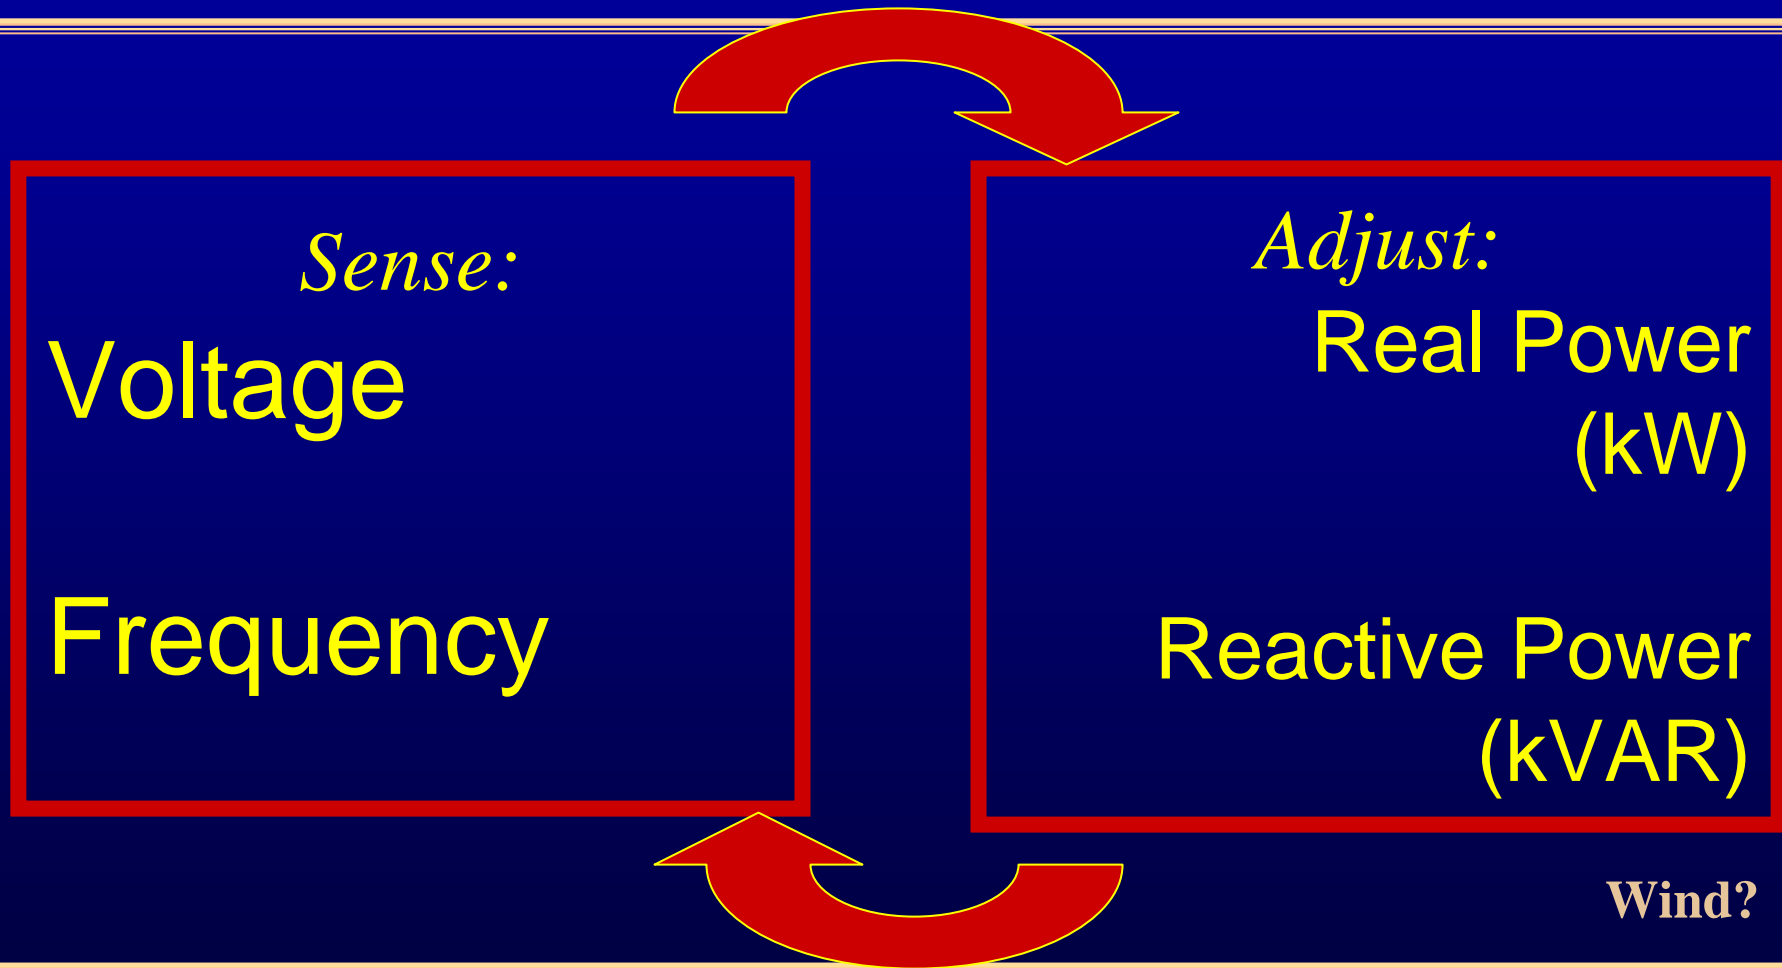 Sense:
Voltage
Frequency
Adjust:
Real Power
(kW)
Reactive Power
(kVAR)
Wind?